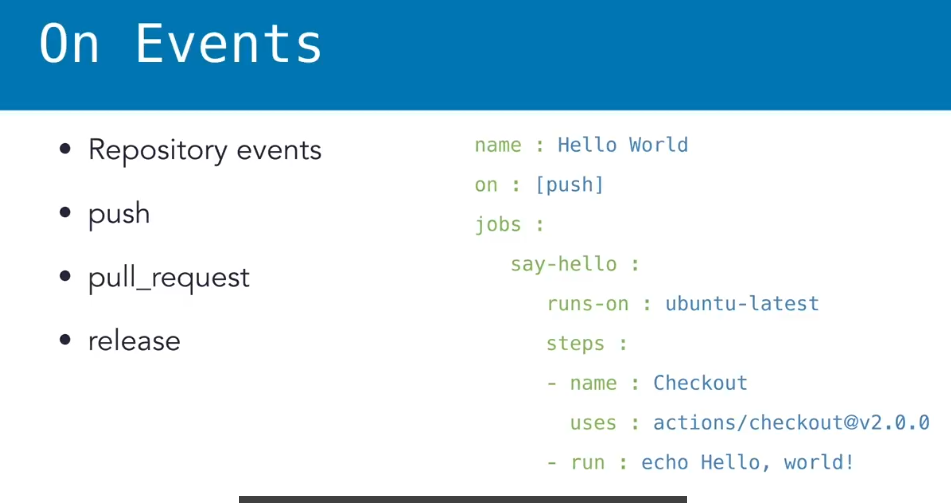 On Events
• Repository events
• push
• pull_request
• release
name : Hello World
on : [push]
jobs :
say-hello :
runs-on : ubuntu-latest
steps :
- name : Checkout
uses : actions/checkout@v2.0.0
- run : echo Hello, world!